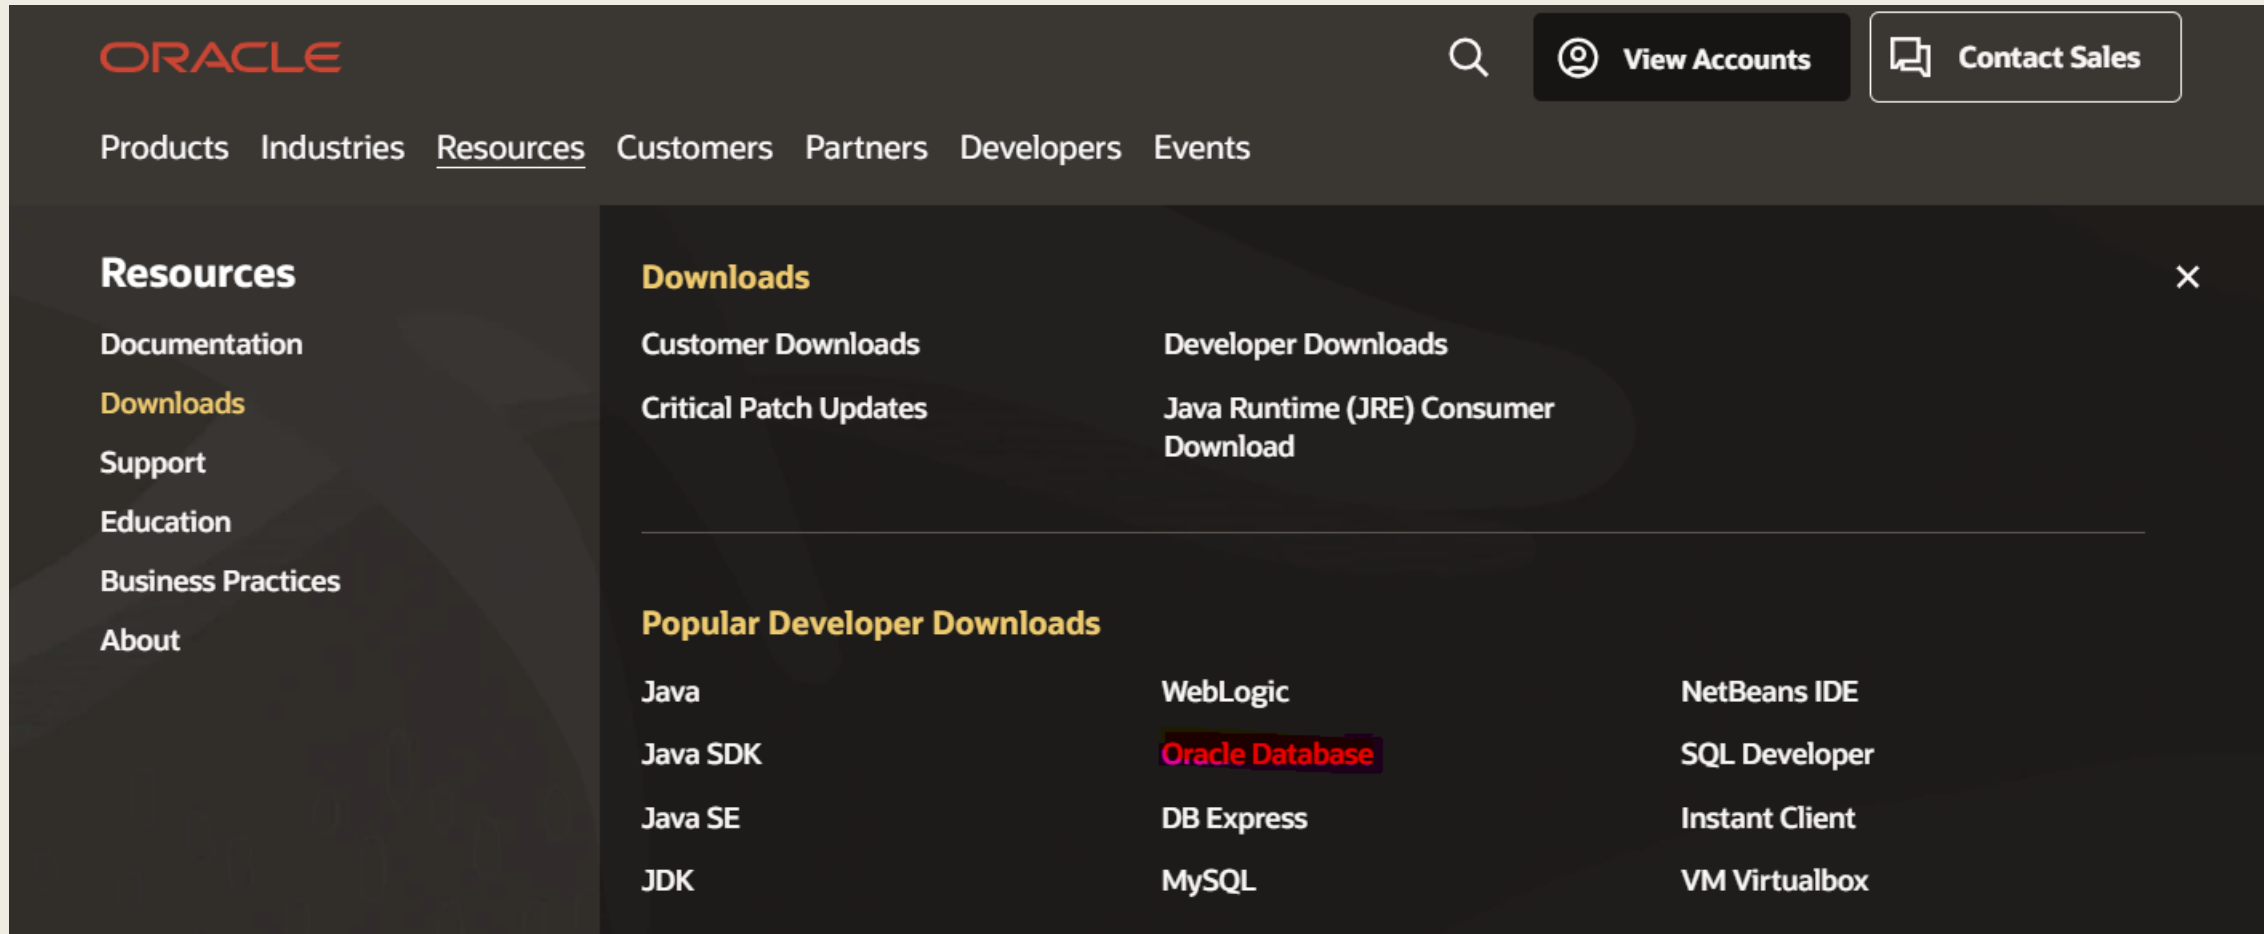 ORACLE
View Accounts
Contact Sales
Products Industries Resources Customers Partners Developers Events
Resources
Documentation
Downloads
Support
Education
Business Practices
About
Downloads
Customer Downloads
Developer Downloads
Critical Patch Updates
Java Runtime (JRE) Consumer
Download
Popular Developer Downloads
Java
Java SDK
Java SE
JDK
WebLogic
Oracle Database
DB Express
MySQL
NetBeans IDE
SQL Developer
Instant Client
VM Virtualbox